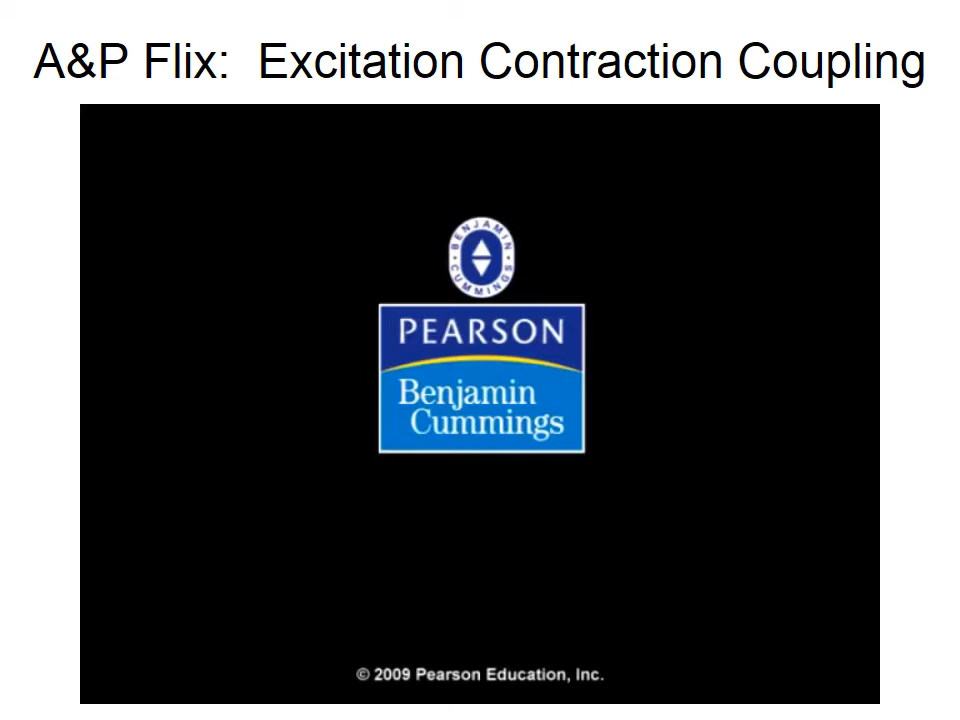 A&P Flix:  Excitation Contraction Coupling
BENJAMIN
CUMMINGS
PEARSON
Benjamin
Cummings
© 2009 Pearson Education, Inc.